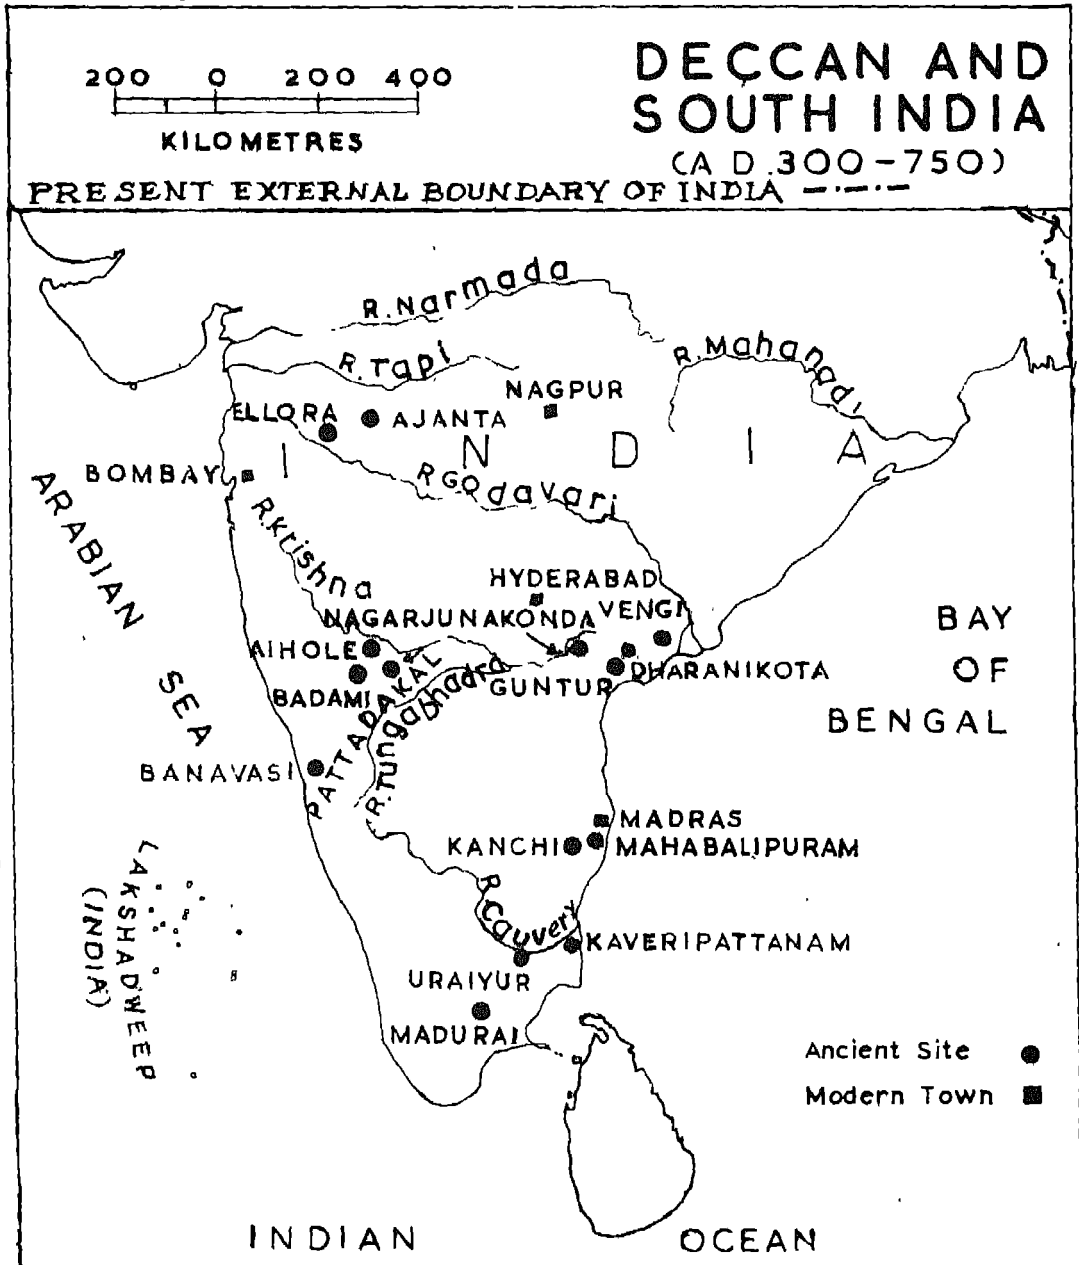 DECCAN AND
SOUTH INDIA
(A D. 300-750)
200 0 200 400
KILOMETRES
PRESENT EXTERNAL BOUNDARY OF INDIA
R. Narmada
R. Tapi
R. Mahanadi
NAGPUR
ELLORA
AJANTA
INDIA
BOMBAY
R Godavari
ARABIAN SEA
R. Krishna
HYDERABAD
NAGARJUNAKONDA
VENGI
BAY
OF
BENGAL
AIHOLE
BADAMI
PATTADAKAL
R. Tungabhadra
GUNTUR
DHARANIKOTA
BANAVASI
MADRAS
KANCHI
MAHABALIPURAM
LAKSHADWEEP
(INDIA)
R. Cauvery
KAVERIPATTANAM
URAIYUR
MADURAI
Ancient Site
Modern Town
INDIAN OCEAN